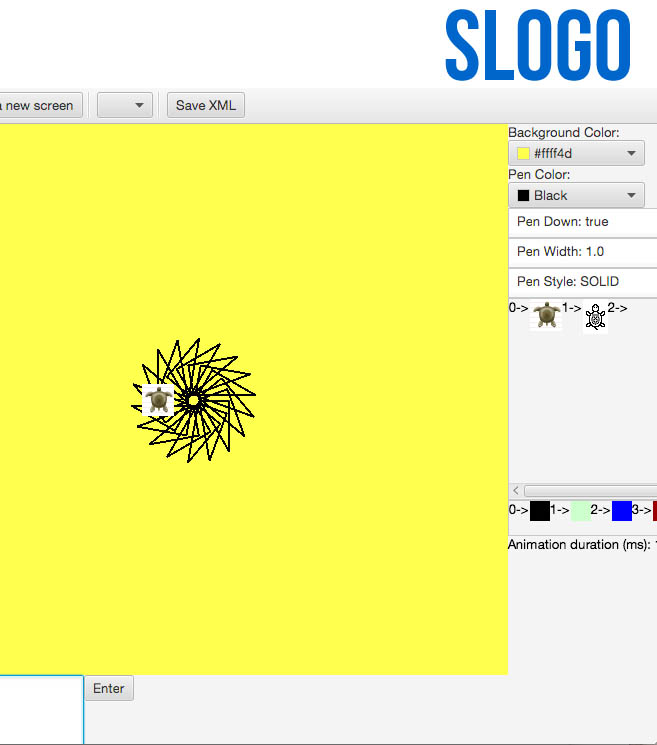 SLOGO
a new screen
Save XML
Background Color:
#ffff4d
Pen Color:
Black
Pen Down: true
Pen Width: 1.0
Pen Style: SOLID
0-> 1-> 2->
0-> 1-> 2-> 3->
Animation duration (ms):
Enter